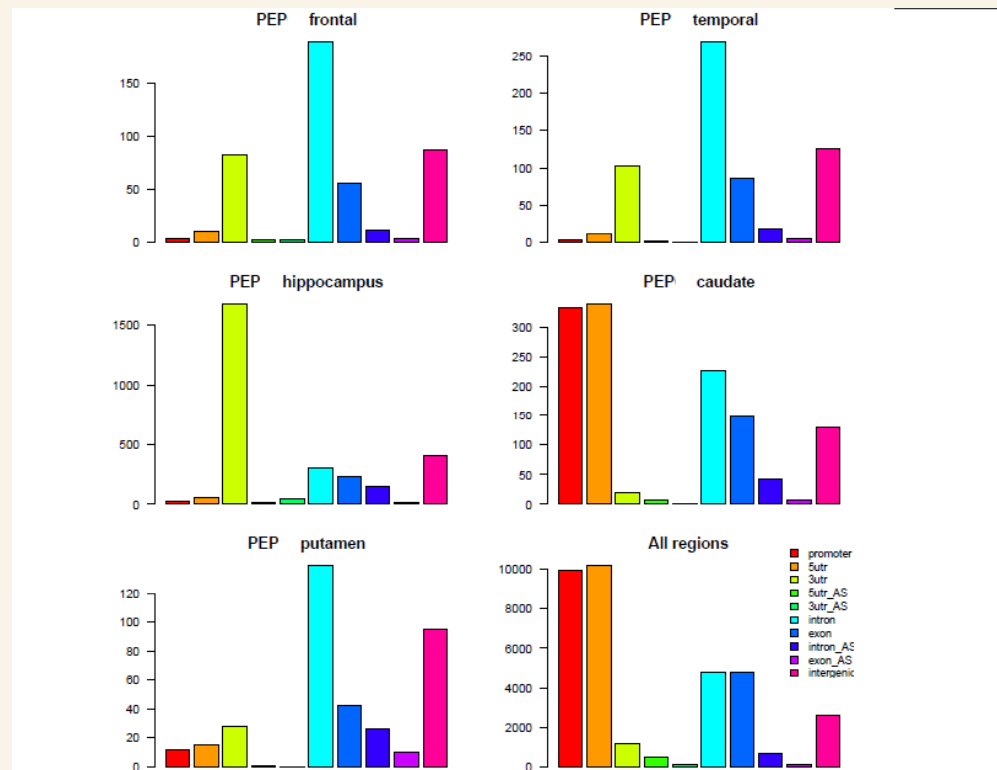 PEP frontal
150
100
50
0
PEP temporal
250
200
150
100
50
0
PEP hippocampus
1500
1000
500
0
PEP caudate
300
250
200
150
100
50
0
PEP putamen
120
100
80
60
40
20
0
All regions
10000
8000
6000
4000
2000
0
promoter
5utr
3utr
5utr_AS
3utr_AS
intron
exon
intron_AS
exon_AS
intergenic